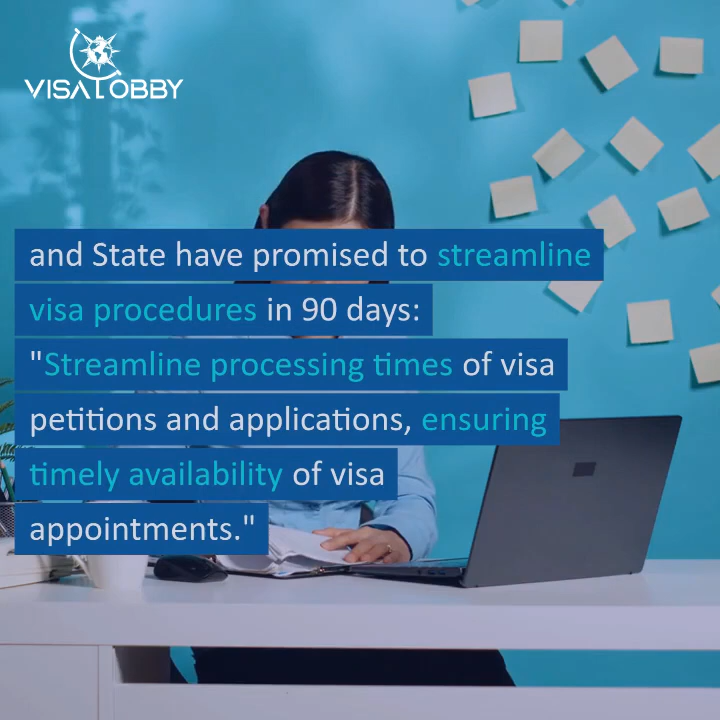 VISALOBBY
and State have promised to streamline
visa procedures in 90 days:
"Streamline processing times of visa
petitions and applications, ensuring
timely availability of visa
appointments."